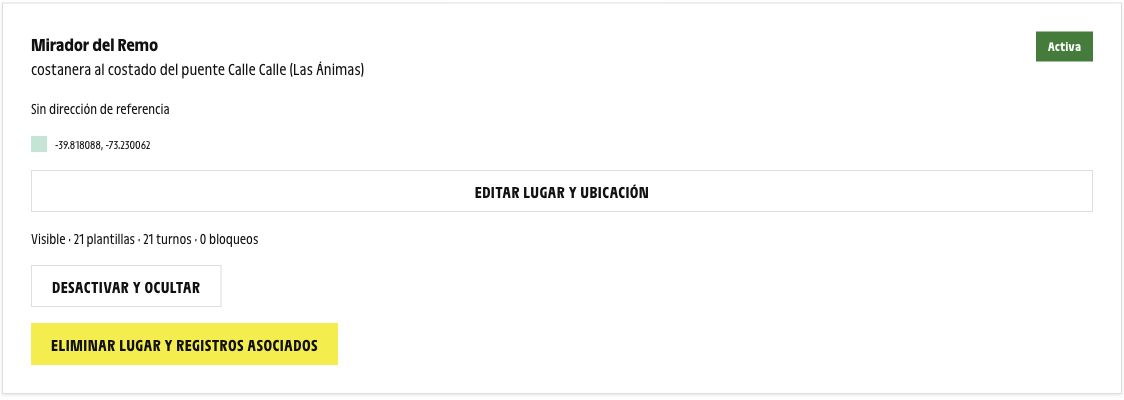 Mirador del Remo
Activa
costanera al costado del puente Calle Calle (Las Ánimas)
Sin dirección de referencia
-39.818088, -73.230062
EDITAR LUGAR Y UBICACIÓN
Visible · 21 plantillas · 21 turnos · 0 bloqueos
DESACTIVAR Y OCULTAR
ELIMINAR LUGAR Y REGISTROS ASOCIADOS